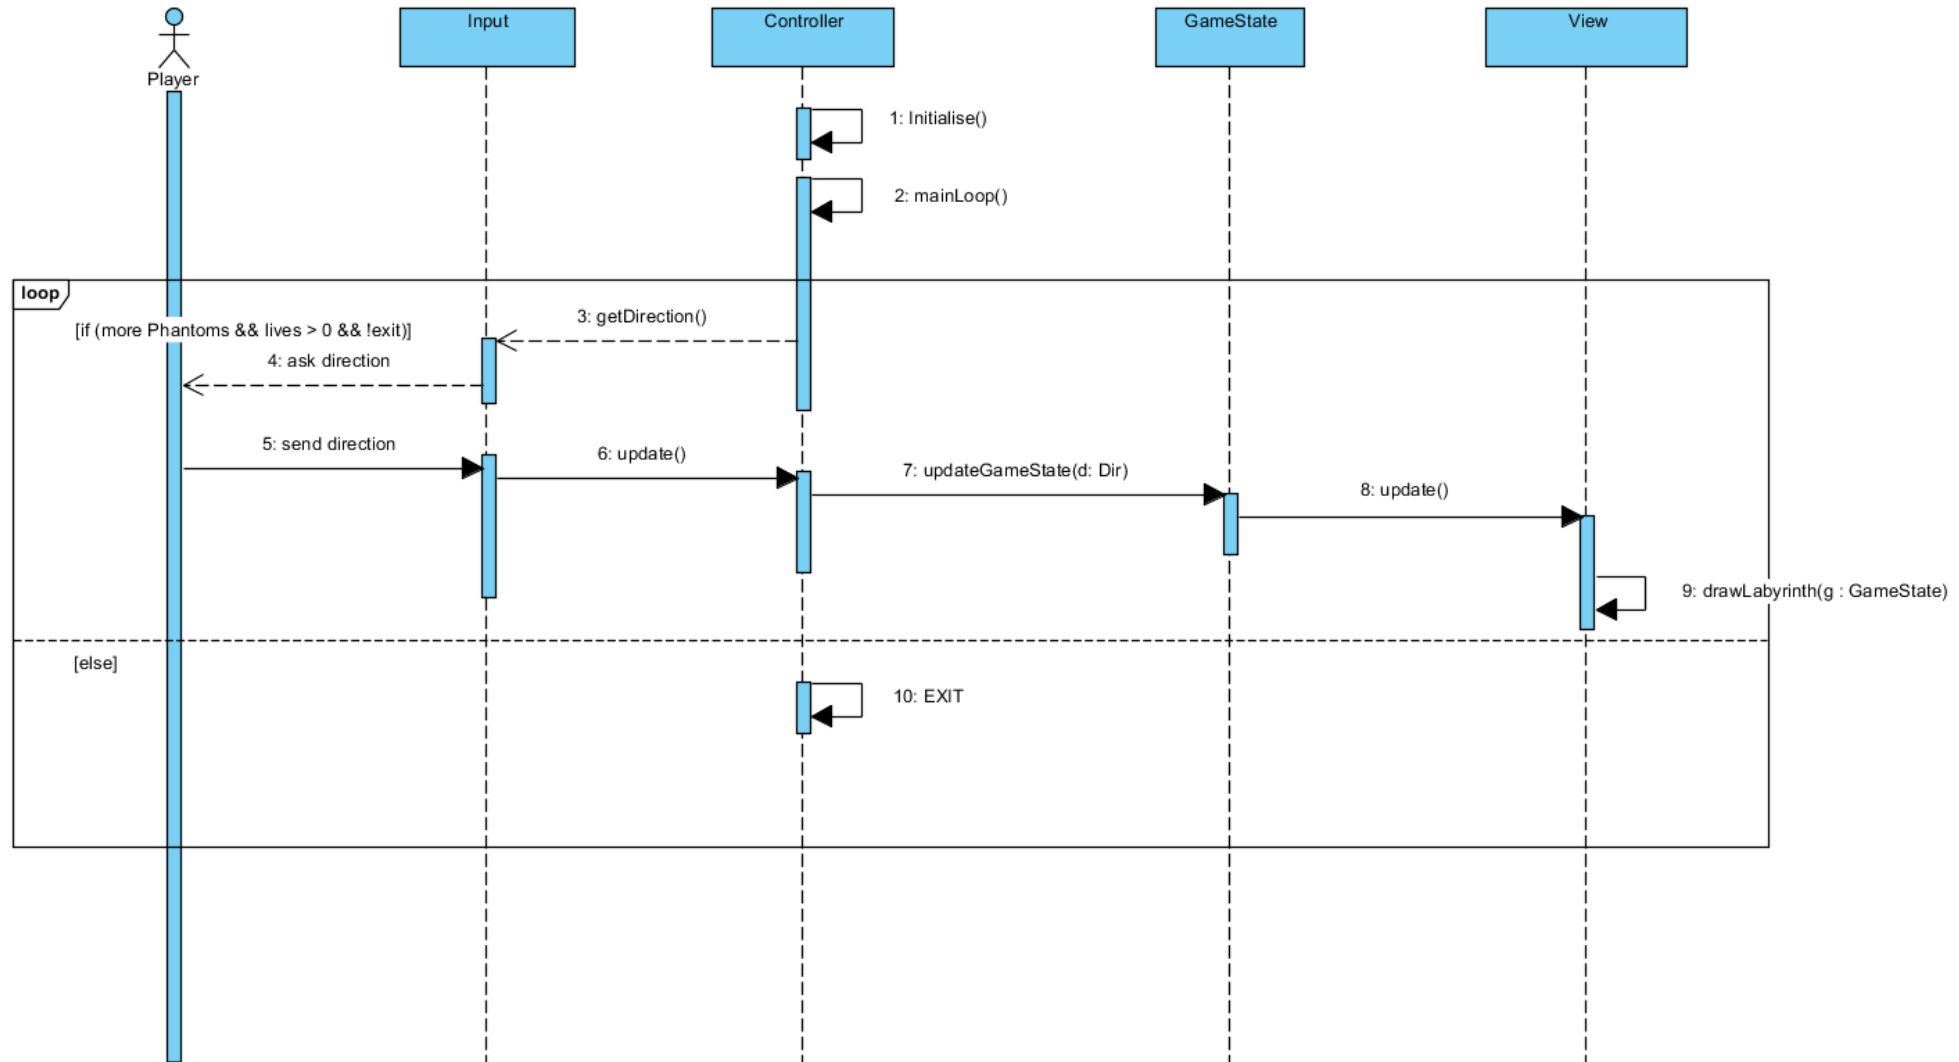 Player
Input
Controller
GameState
View
1: Initialise()
2: mainLoop()
loop
[if (more Phantoms && lives > 0 && !exit)]
3: getDirection()
4: ask direction
5: send direction
6: update()
7: updateGameState(d: Dir)
8: update()
9: drawLabyrinth(g : GameState)
[else]
10: EXIT